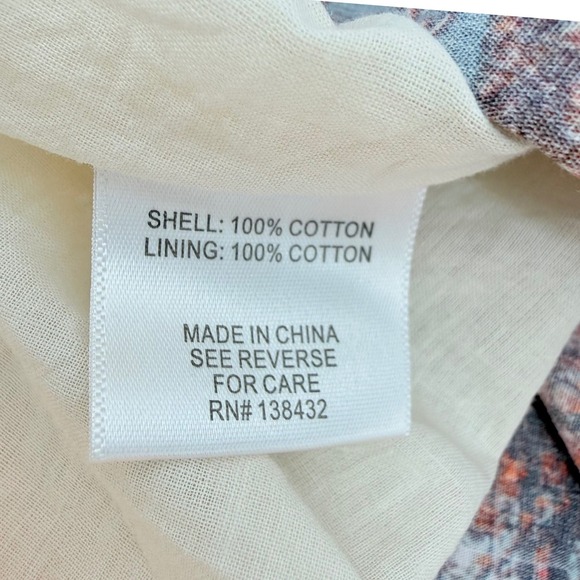 SHELL: 100% COTTON
LINING: 100% COTTON
MADE IN CHINA
SEE REVERSE
FOR CARE
RN# 138432